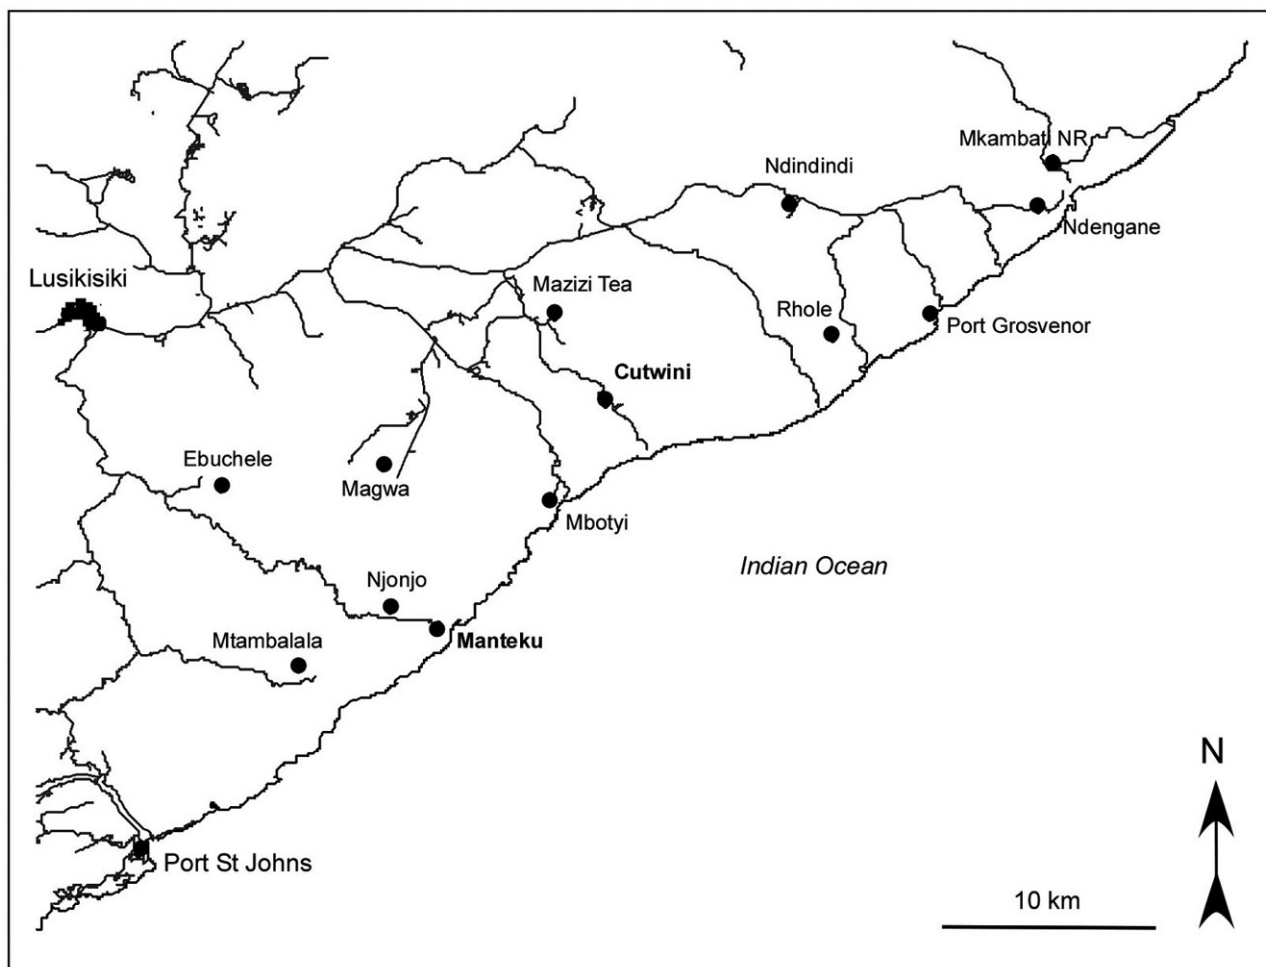 Mkambati NR
Ndindindi
Ndengane
Lusikisiki
Mazizi Tea
Rhole
Port Grosvenor
Cutwini
Ebuchele
Magwa
Mbotyi
Indian Ocean
Njonjo
Mtambalala
Manteku
N
Port St Johns
10 km